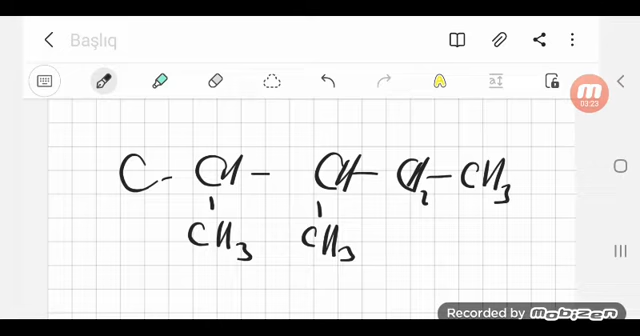 Başlıq
03:23
C - CH - CH - CH2 - CH3
CH3 CH3
Recorded by mobizen